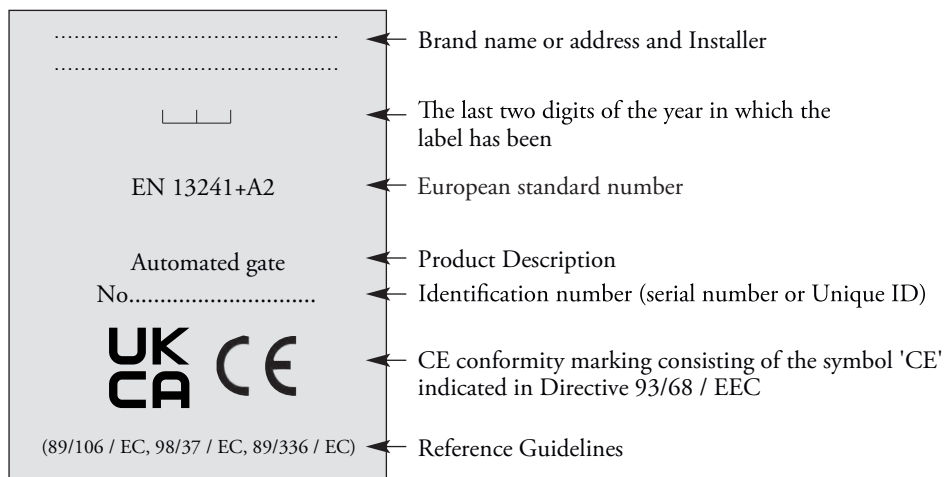 ........................................... Brand name or address and Installer
...........................................
The last two digits of the year in which the
label has been
EN 13241+A2 European standard number
Automated gate Product Description
No............................. Identification number (serial number or Unique ID)
UK
CA CE CE conformity marking consisting of the symbol 'CE'
indicated in Directive 93/68 / EEC
(89/106 / EC, 98/37 / EC, 89/336 / EC) Reference Guidelines